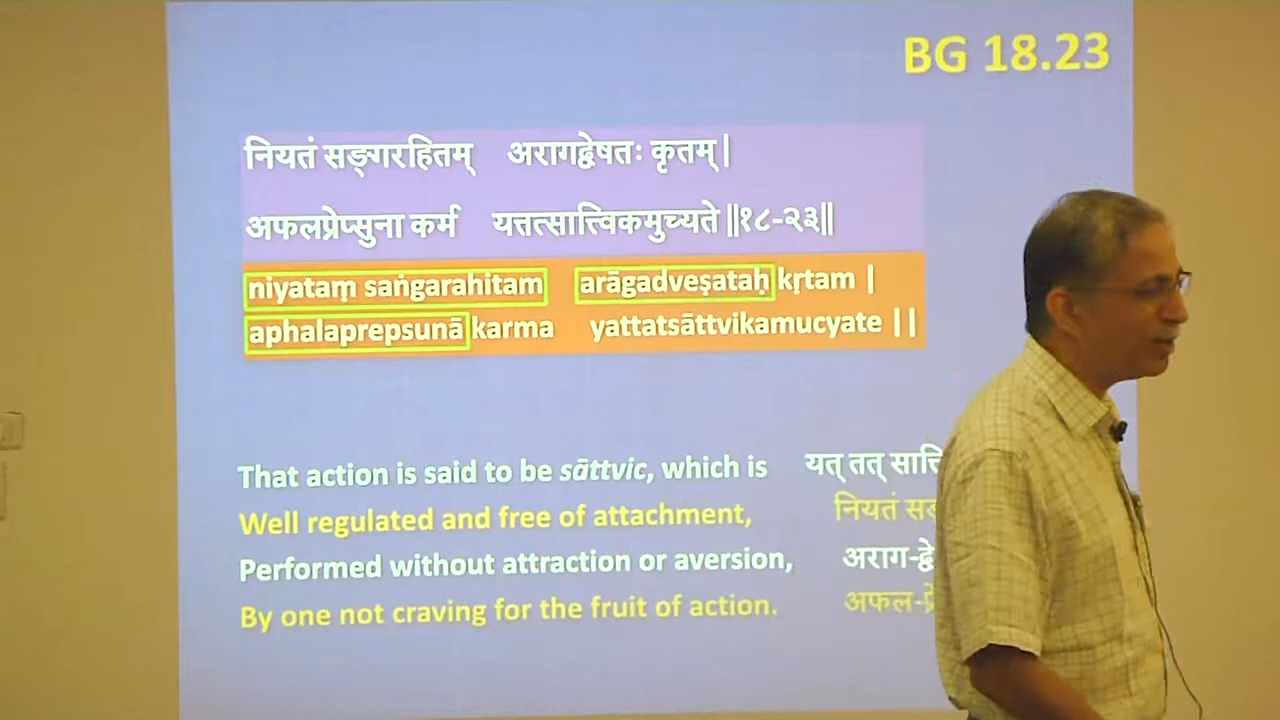 BG 18.23
नियतं सङ्गरहितम् अरागद्वेषतः कृतम् |
अफलप्रेप्सुना कर्म यत्तत्सात्त्विकमुच्यते ||१८-२३||
niyataṃ saṅgarahitam arāgadveṣataḥ kṛtam |
aphalaprepsunā karma yattatsāttvikamucyate ||
That action is said to be sāttvic, which is यत् तत्
Well regulated and free of attachment, नियतं
Performed without attraction or aversion, अराग-द्वे
By one not craving for the fruit of action. अफल-प्रे